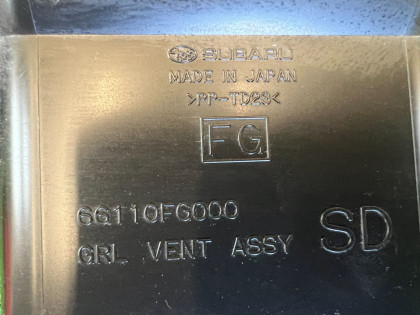 SUBARU
MADE IN JAPAN
>PP-TD23<
FG
66110FG000
GRL VENT ASSY SD